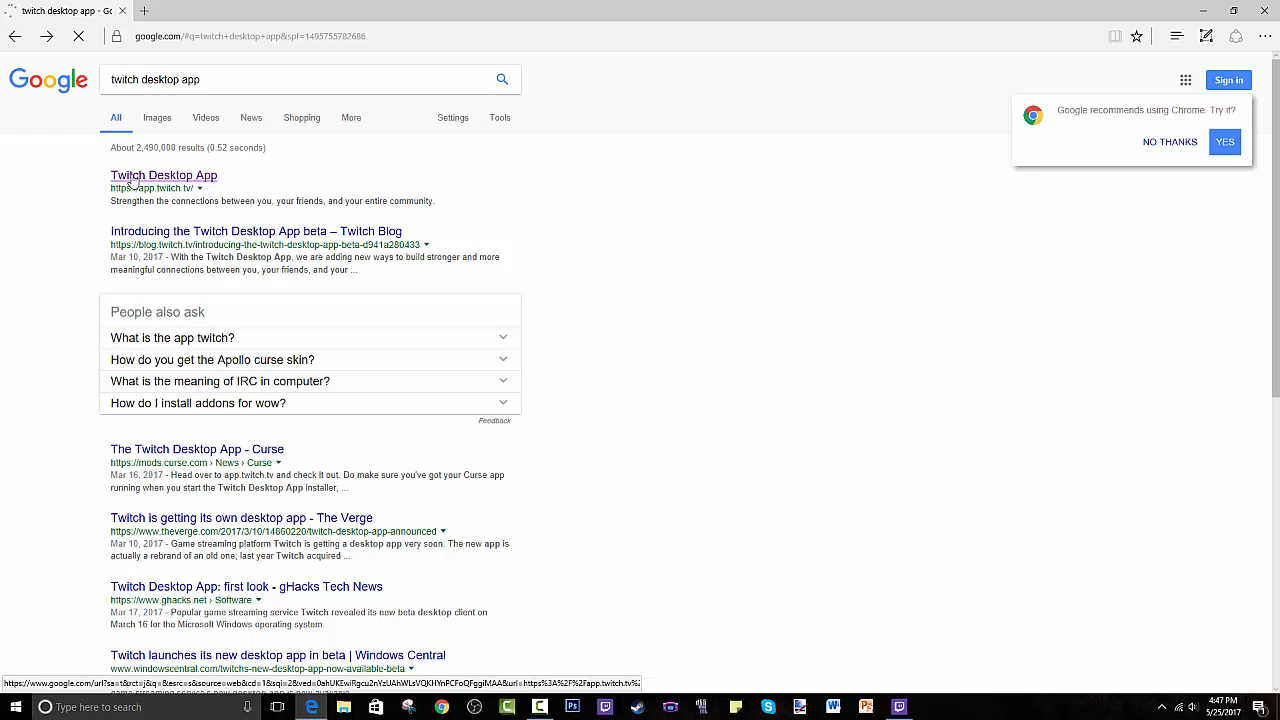 twitch desktop app - Go
google.com/#q=twitch+desktop+app&spf=1495755782686
Google
twitch desktop app
Sign in
Google recommends using Chrome. Try it?
NO THANKS
YES
All
Images
Videos
News
Shopping
More
Settings
Tools
About 2,490,000 results (0.52 seconds)
Twitch Desktop App
https://app.twitch.tv/
Strengthen the connections between you, your friends, and your entire community.
Introducing the Twitch Desktop App beta – Twitch Blog
https://blog.twitch.tv/introducing-the-twitch-desktop-app-beta-d941a280433
Mar 10, 2017 - With the Twitch Desktop App, we are adding new ways to build stronger and more
meaningful connections between you, your friends, and your ...
People also ask
What is the app twitch?
How do you get the Apollo curse skin?
What is the meaning of IRC in computer?
How do I install addons for wow?
Feedback
The Twitch Desktop App - Curse
https://mods.curse.com › News › Curse
Mar 16, 2017 - Head over to app.twitch.tv and check it out. Do make sure you've got your Curse app
running when you start the Twitch Desktop App installer, ...
Twitch is getting its own desktop app - The Verge
https://www.theverge.com/2017/3/10/14860220/twitch-desktop-app-announced
Mar 10, 2017 - Game streaming platform Twitch is getting a desktop app very soon. The new app is
actually a rebrand of an old one; last year Twitch acquired ...
Twitch Desktop App: first look - gHacks Tech News
https://www.ghacks.net › Software
Mar 17, 2017 - Popular game streaming service Twitch revealed its new beta desktop client on
March 16 for the Microsoft Windows operating system.
Twitch launches its new desktop app in beta | Windows Central
www.windowscentral.com/twitchs-new-desktop-app-now-available-beta
Type here to search
4:47 PM
5/25/2017